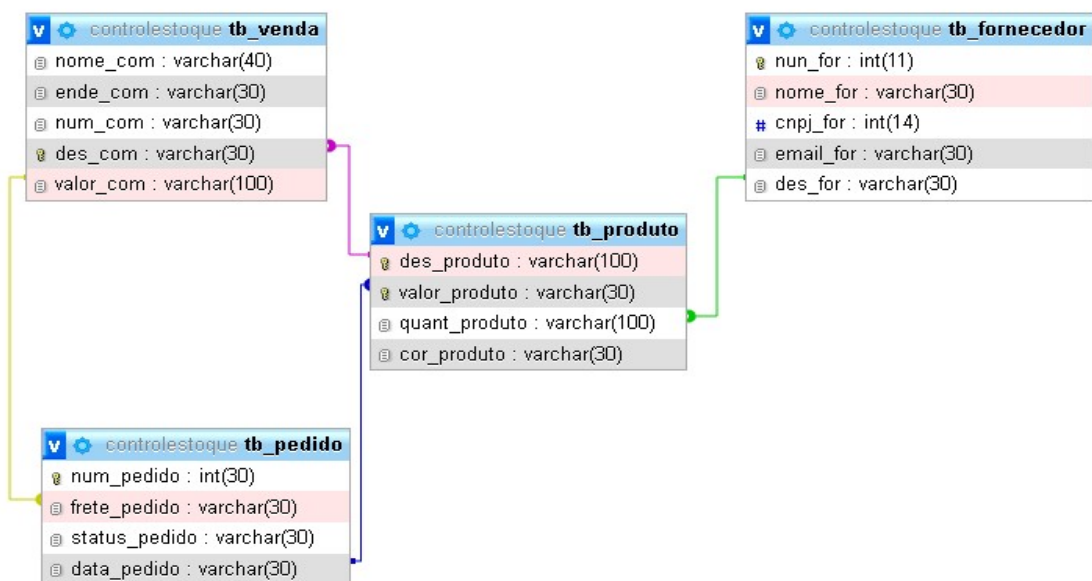 v controlestoque tb_venda
nome_com : varchar(40)
ende_com : varchar(30)
num_com : varchar(30)
des_com : varchar(30)
valor_com : varchar(100)
v controlestoque tb_fornecedor
nun_for : int(11)
nome_for : varchar(30)
# cnpj_for : int(14)
email_for : varchar(30)
des_for : varchar(30)
v controlestoque tb_produto
des_produto : varchar(100)
valor_produto : varchar(30)
quant_produto : varchar(100)
cor_produto : varchar(30)
v controlestoque tb_pedido
num_pedido : int(30)
frete_pedido : varchar(30)
status_pedido : varchar(30)
data_pedido : varchar(30)